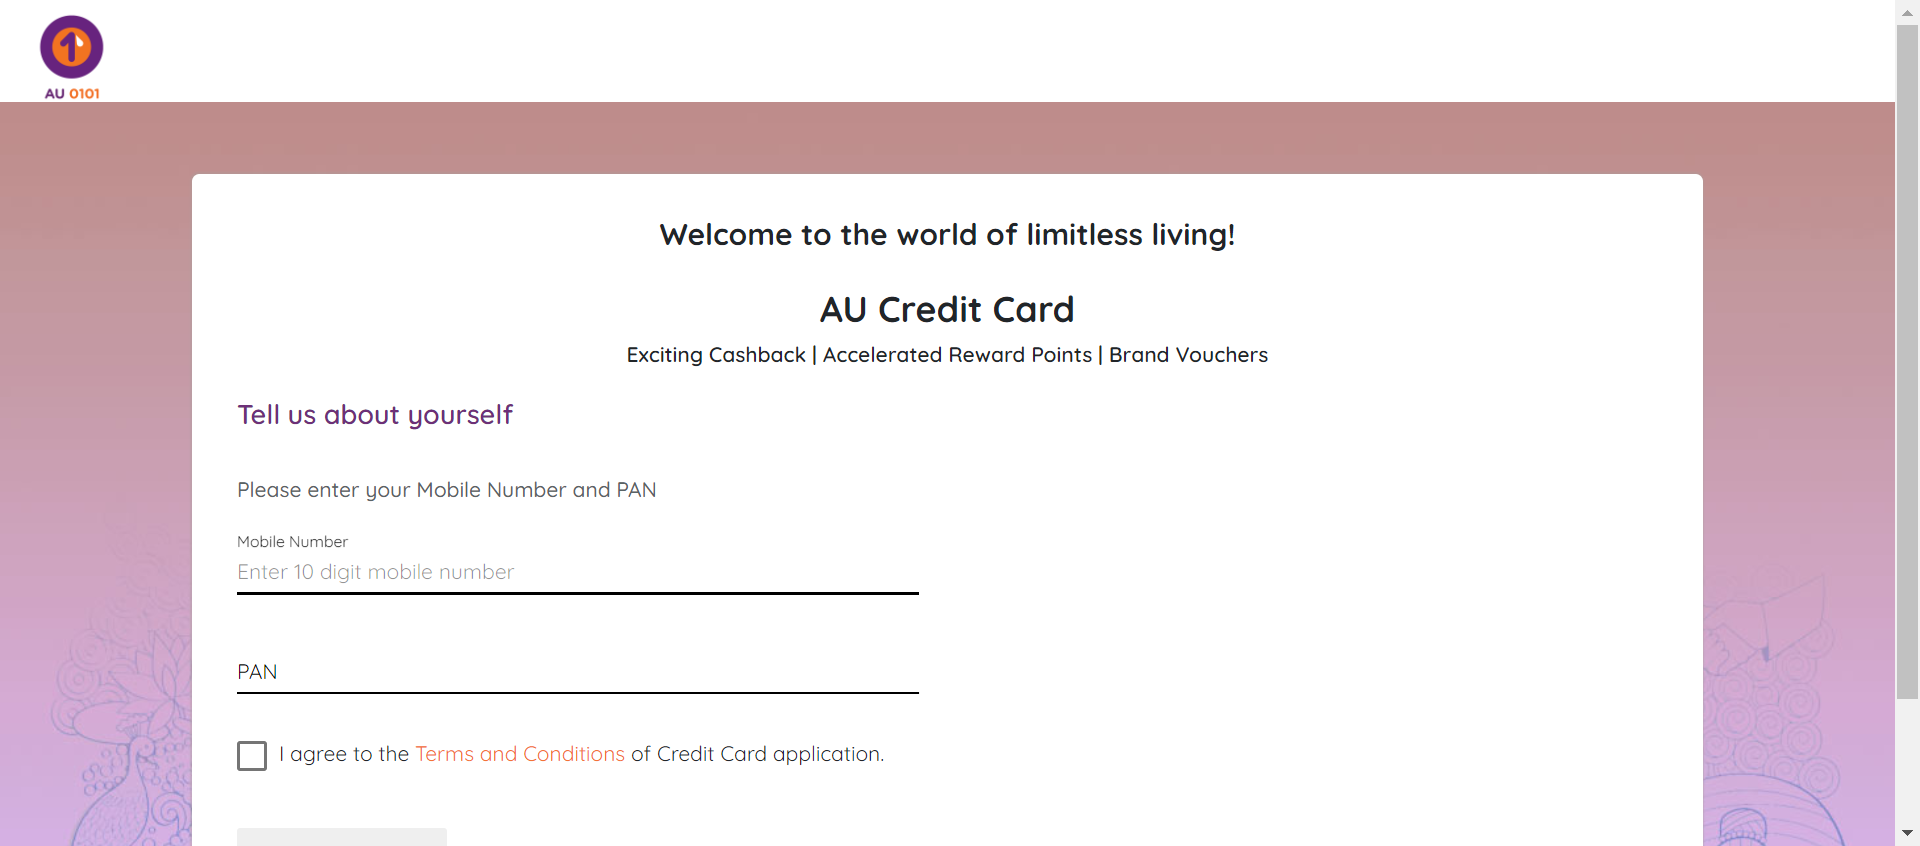 AU 0101
Welcome to the world of limitless living!
AU Credit Card
Exciting Cashback | Accelerated Reward Points | Brand Vouchers
Tell us about yourself
Please enter your Mobile Number and PAN
Mobile Number
Enter 10 digit mobile number
PAN
I agree to the Terms and Conditions of Credit Card application.